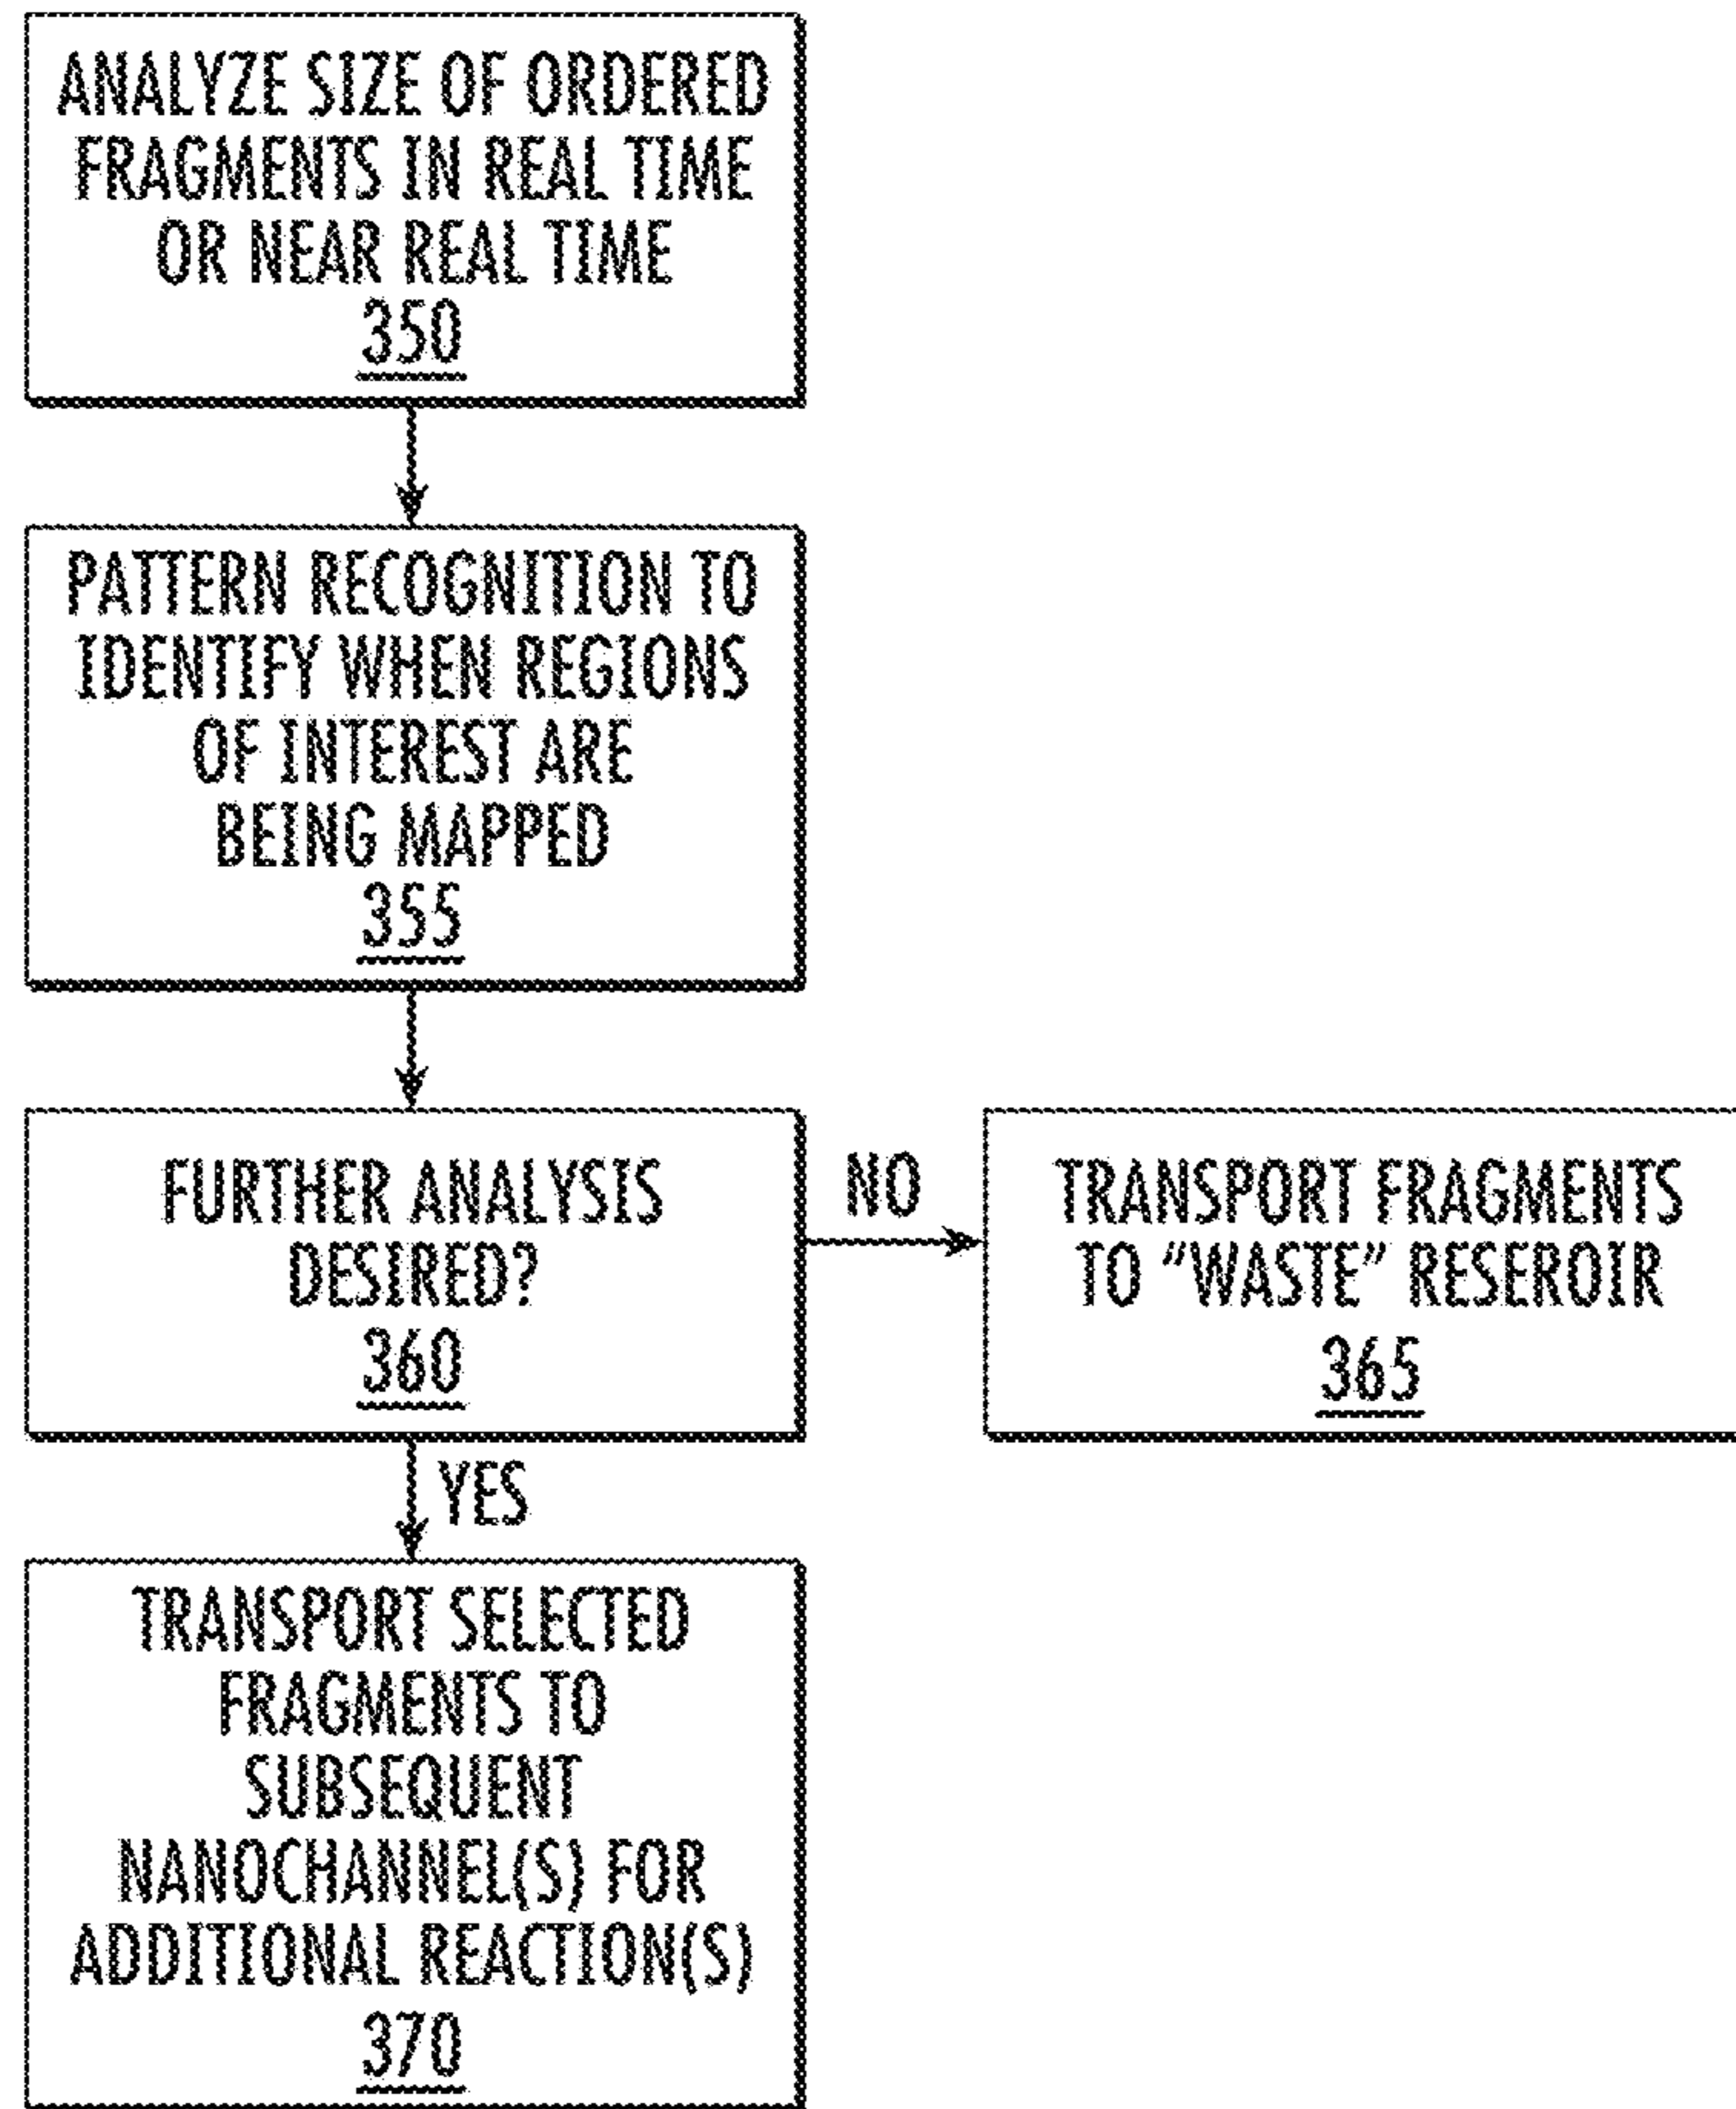 ANALYZE SIZE OF ORDERED
FRAGMENTS IN REAL TIME
OR NEAR REAL TIME
350
PATTERN RECOGNITION TO
IDENTIFY WHEN REGIONS
OF INTEREST ARE
BEING MAPPED
355
FURTHER ANALYSIS
DESIRED?
360
NO
TRANSPORT FRAGMENTS
TO "WASTE" RESEROIR
365
YES
TRANSPORT SELECTED
FRAGMENTS TO
SUBSEQUENT
NANOCHANNEL(S) FOR
ADDITIONAL REACTION(S)
370